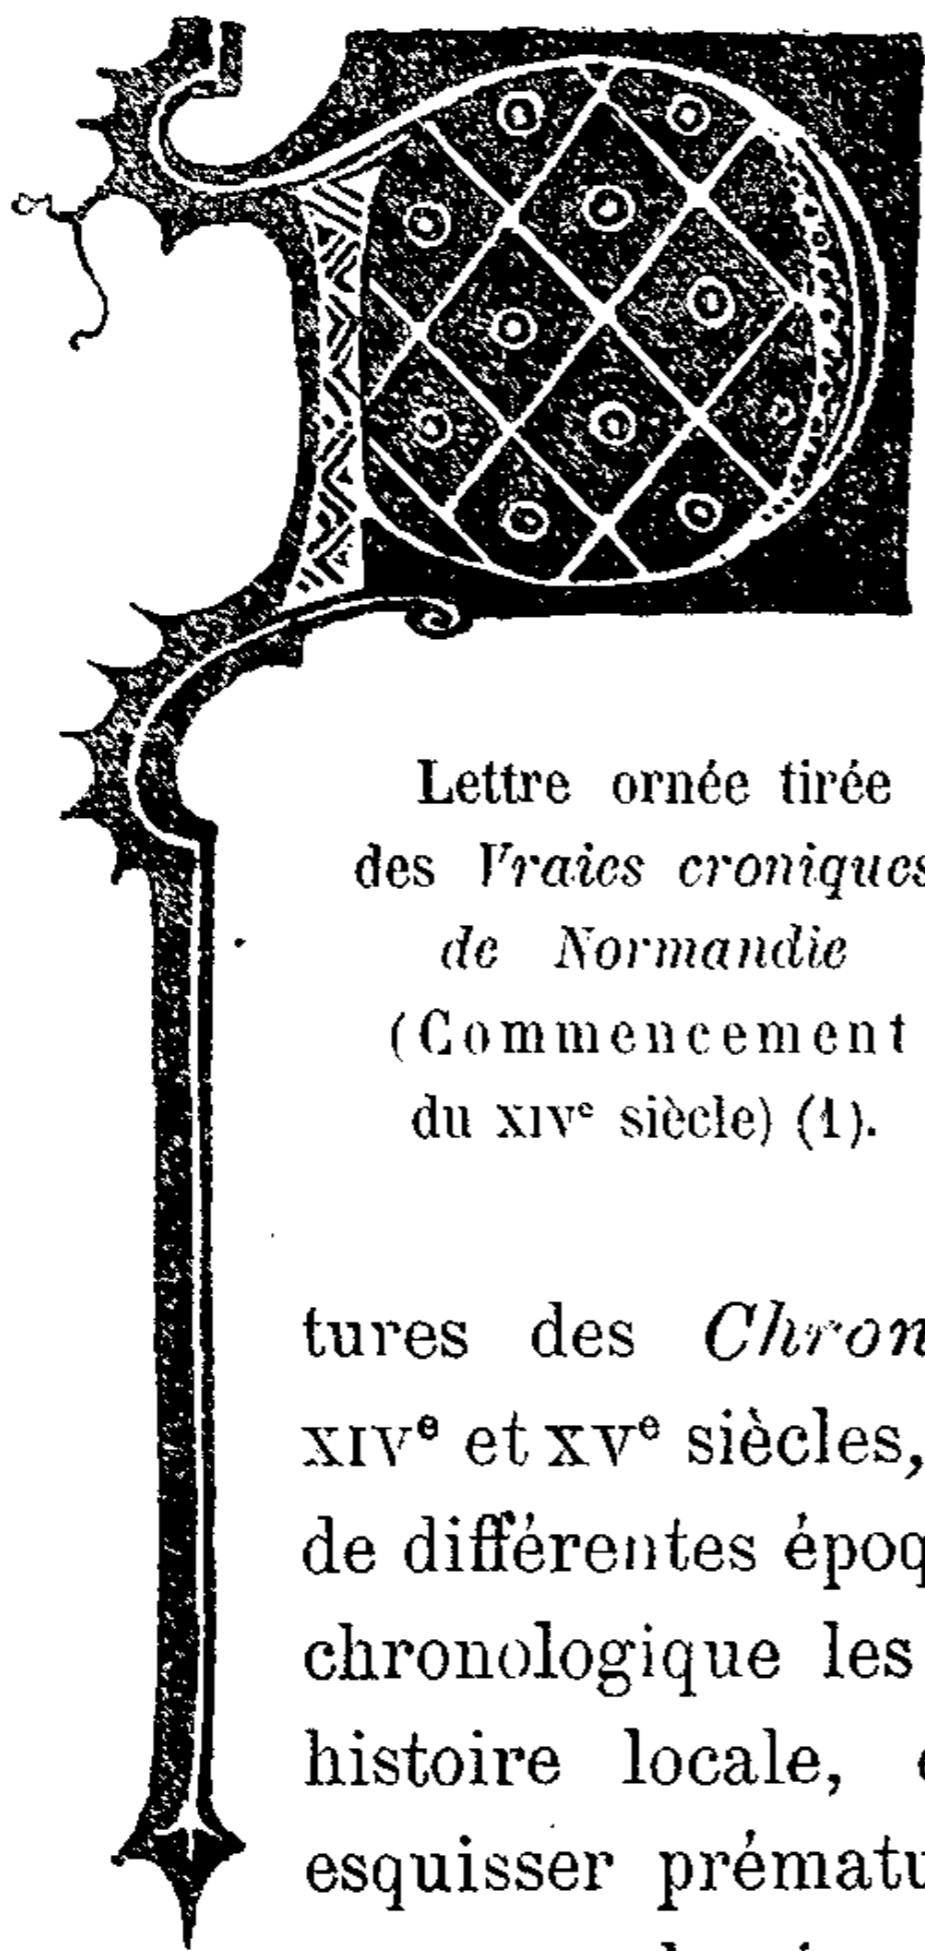 Lettre ornée tirée
des Vraies croniques
de Normandie
(Commencement
du XIVe siècle) (1).
tures des Chron
XIVe et XVe siècles,
de différentes époq
chronologique les
histoire locale,
esquisser prématu